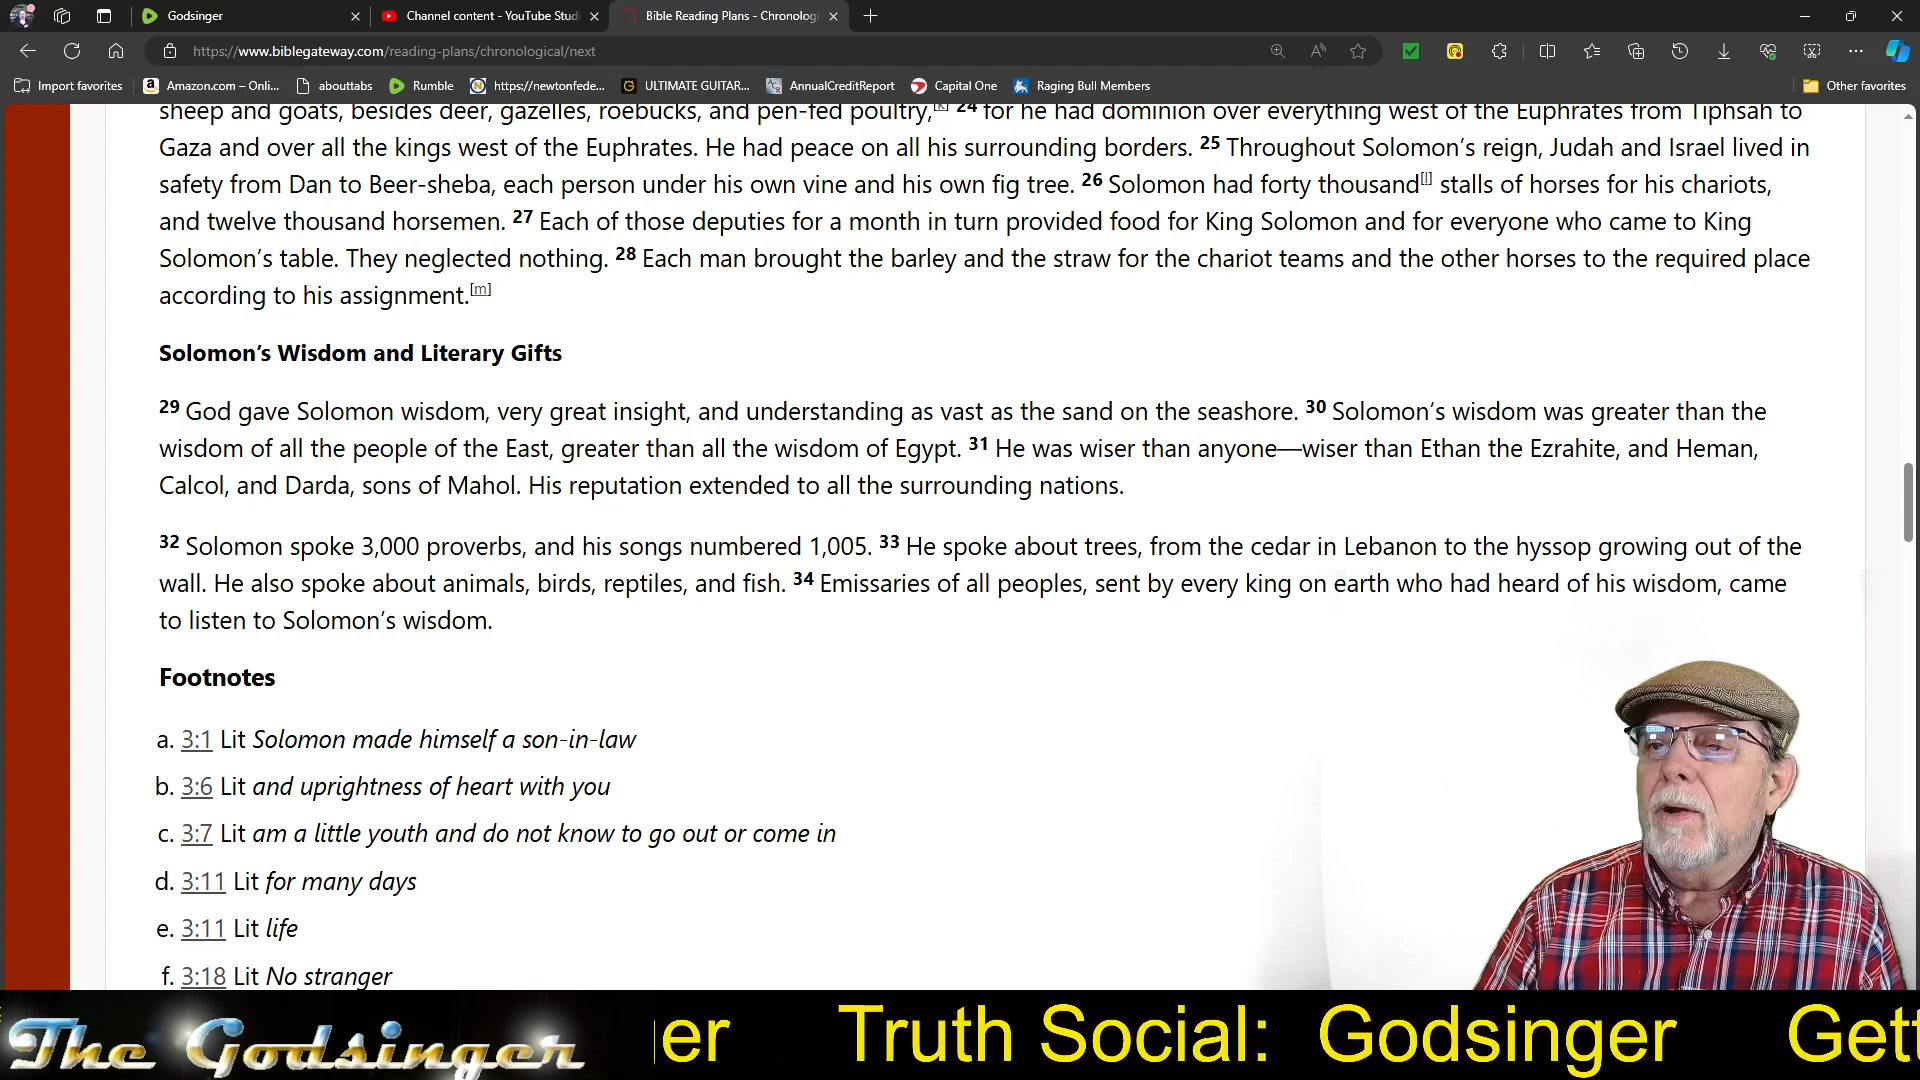 Godsinger
Channel content - YouTube Studi
Bible Reading Plans - Chronologi
https://www.biblegateway.com/reading-plans/chronological/next
Import favorites
Amazon.com – Onli...
abouttabs
Rumble
https://newtonfede...
ULTIMATE GUITAR...
AnnualCreditReport
Capital One
Raging Bull Members
Other favorites
sheep and goats, besides deer, gazelles, roebucks, and pen-fed poultry,[k] 24 for he had dominion over everything west of the Euphrates from Tiphsah to
Gaza and over all the kings west of the Euphrates. He had peace on all his surrounding borders. 25 Throughout Solomon’s reign, Judah and Israel lived in
safety from Dan to Beer-sheba, each person under his own vine and his own fig tree. 26 Solomon had forty thousand[l] stalls of horses for his chariots,
and twelve thousand horsemen. 27 Each of those deputies for a month in turn provided food for King Solomon and for everyone who came to King
Solomon’s table. They neglected nothing. 28 Each man brought the barley and the straw for the chariot teams and the other horses to the required place
according to his assignment.[m]
Solomon’s Wisdom and Literary Gifts
29 God gave Solomon wisdom, very great insight, and understanding as vast as the sand on the seashore. 30 Solomon’s wisdom was greater than the
wisdom of all the people of the East, greater than all the wisdom of Egypt. 31 He was wiser than anyone—wiser than Ethan the Ezrahite, and Heman,
Calcol, and Darda, sons of Mahol. His reputation extended to all the surrounding nations.
32 Solomon spoke 3,000 proverbs, and his songs numbered 1,005. 33 He spoke about trees, from the cedar in Lebanon to the hyssop growing out of the
wall. He also spoke about animals, birds, reptiles, and fish. 34 Emissaries of all peoples, sent by every king on earth who had heard of his wisdom, came
to listen to Solomon’s wisdom.
Footnotes
a. 3:1 Lit Solomon made himself a son-in-law
b. 3:6 Lit and uprightness of heart with you
c. 3:7 Lit am a little youth and do not know to go out or come in
d. 3:11 Lit for many days
e. 3:11 Lit life
f. 3:18 Lit No stranger
The Godsinger
er Truth Social: Godsinger Gett